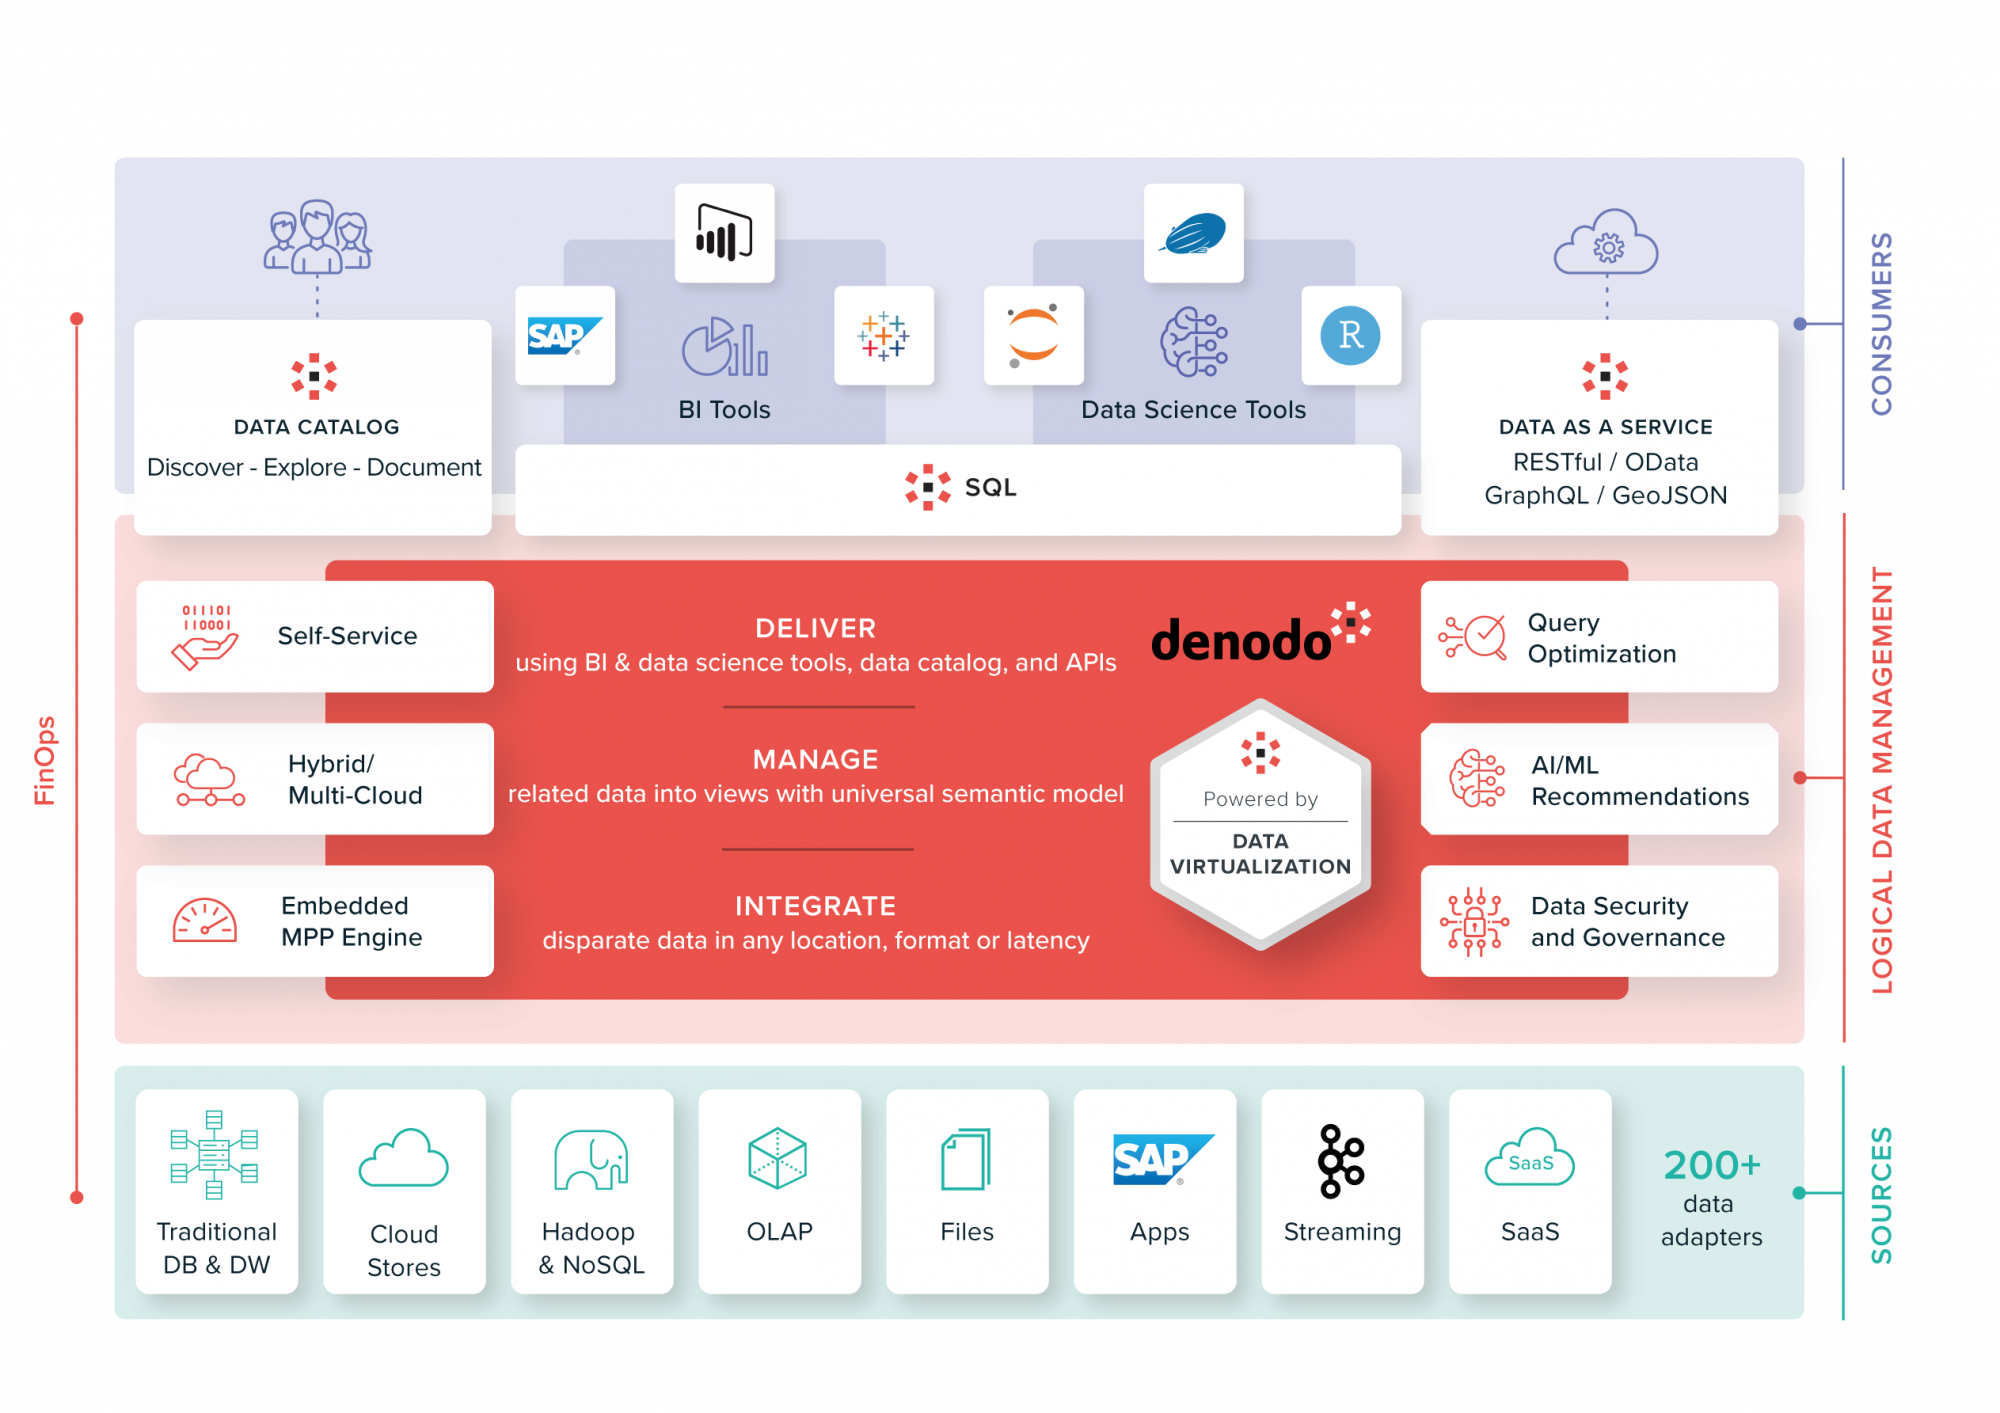 SAP
BI Tools
Data Science Tools
R
DATA CATALOG
Discover - Explore - Document
SQL
DATA AS A SERVICE
RESTful / OData
GraphQL / GeoJSON
CONSUMERS
FinOps
011101
110001
Self-Service
Hybrid/
Multi-Cloud
Embedded
MPP Engine
DELIVER
using BI & data science tools, data catalog, and APIs
MANAGE
related data into views with universal semantic model
INTEGRATE
disparate data in any location, format or latency
denodo
Powered by
DATA
VIRTUALIZATION
Query
Optimization
AI/ML
Recommendations
Data Security
and Governance
LOGICAL DATA MANAGEMENT
Traditional
DB & DW
Cloud
Stores
Hadoop
& NoSQL
OLAP
Files
SAP
Apps
Streaming
SaaS
SaaS
200+
data
adapters
SOURCES